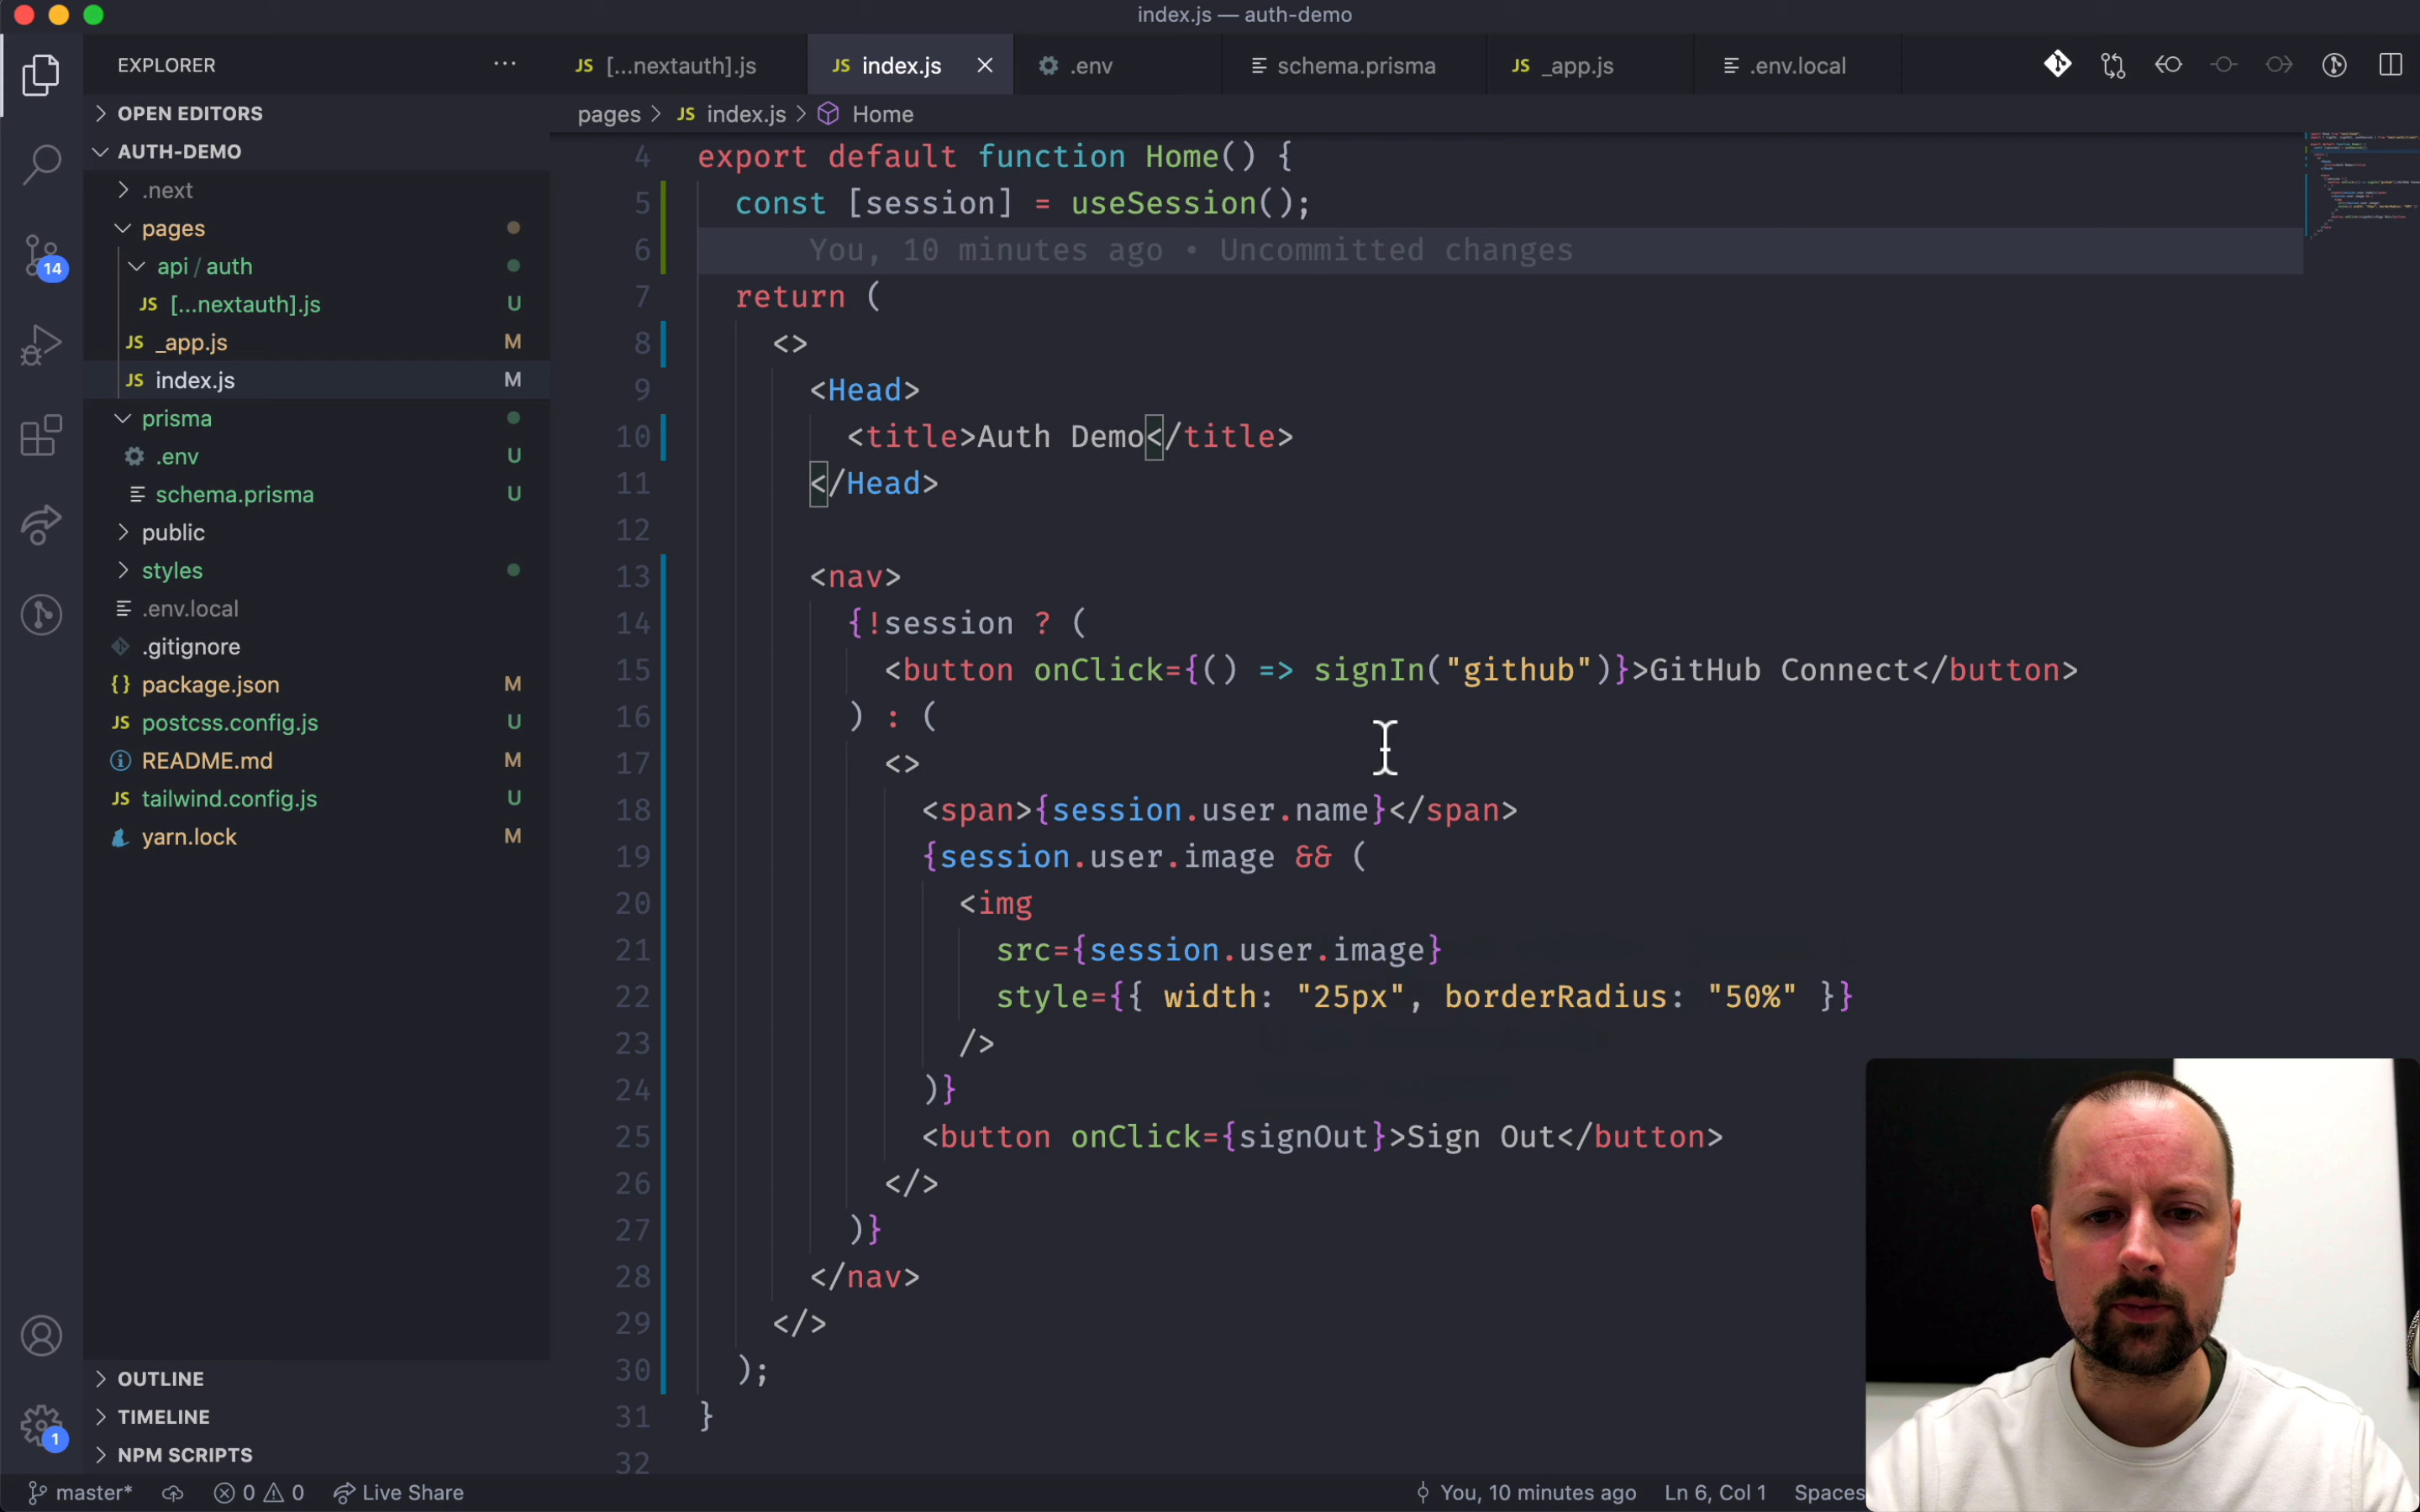 index.js — auth-demo
EXPLORER
[...nextauth].js
index.js
.env
schema.prisma
_app.js
.env.local
pages > JS index.js > Home
OPEN EDITORS
AUTH-DEMO
.next
pages
api / auth
JS [...nextauth].js U
JS _app.js M
JS index.js M
prisma
.env U
schema.prisma U
public
styles
.env.local
.gitignore
{} package.json M
JS postcss.config.js U
README.md M
JS tailwind.config.js U
yarn.lock M
OUTLINE
TIMELINE
NPM SCRIPTS
14
1
4 export default function Home() {
5 const [session] = useSession();
6 You, 10 minutes ago • Uncommitted changes
7 return (
8 <>
9 <Head>
10 <title>Auth Demo</title>
11 </Head>
12
13 <nav>
14 {!session ? (
15 <button onClick={() => signIn("github")}>GitHub Connect</button>
16 ) : (
17 <>
18 <span>{session.user.name}</span>
19 {session.user.image && (
20 <img
21 src={session.user.image}
22 style={{ width: "25px", borderRadius: "50%" }}
23 />
24 )}
25 <button onClick={signOut}>Sign Out</button>
26 </>
27 )}
28 </nav>
29 </>
30 );
31 }
32
master* 0 0 Live Share
You, 10 minutes ago Ln 6, Col 1 Spaces